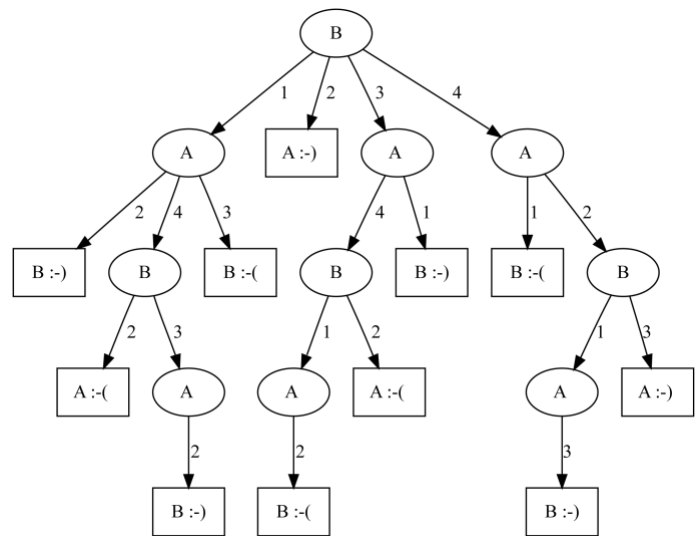 B
1 2 3 4
A A :-) A A
2 4 3 4 1 1 2
B :-) B B :-( B B :-) B :-( B
2 3 1 2 1 3
A :-( A A A :-( A A :-)
2 2 3
B :-) B :-( B :-)